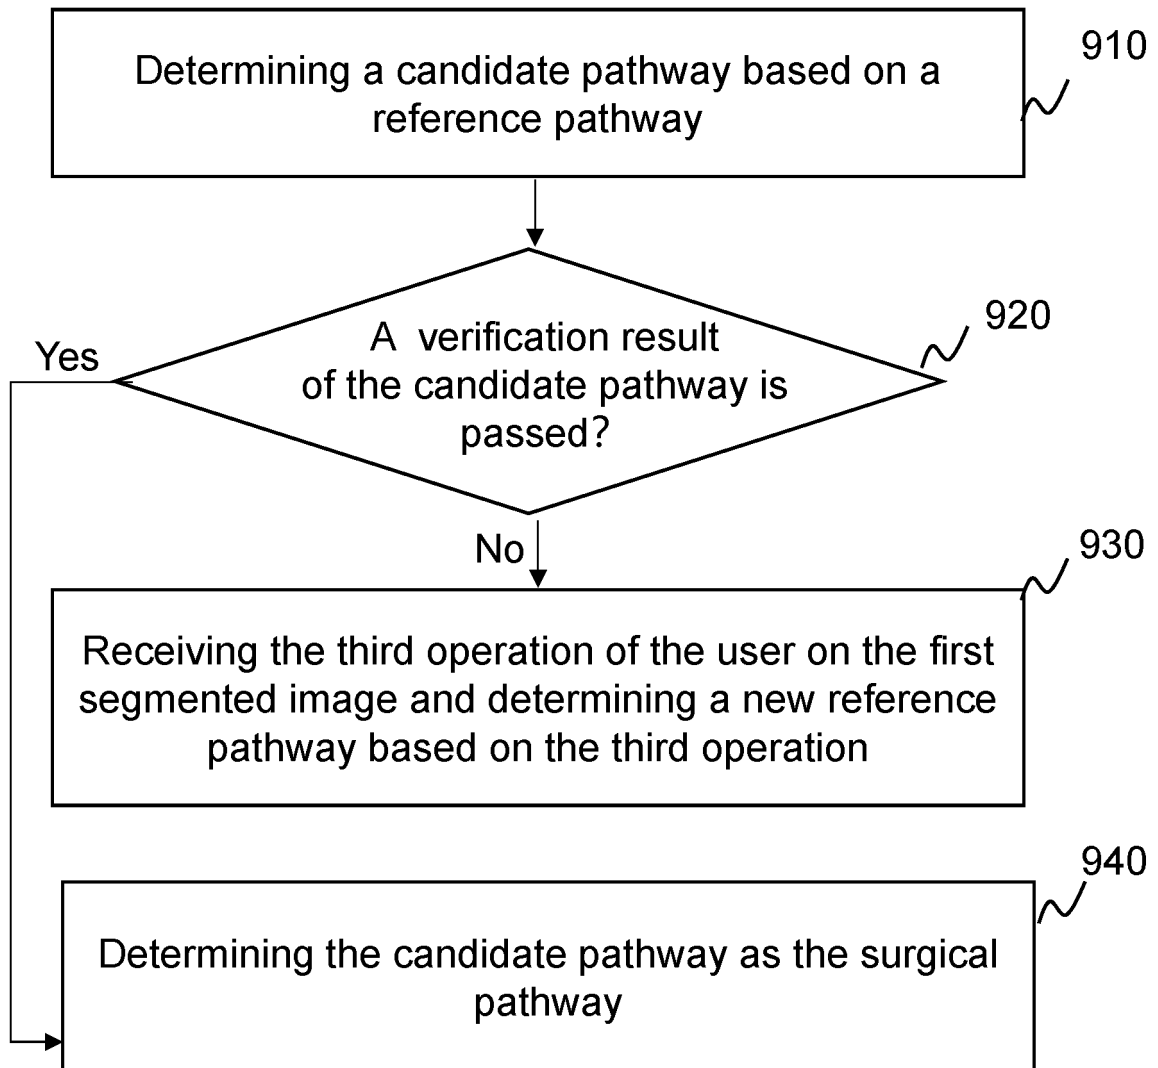 Determining a candidate pathway based on a
reference pathway
910
A verification result
of the candidate pathway is
passed?
920
Yes
No
Receiving the third operation of the user on the first
segmented image and determining a new reference
pathway based on the third operation
930
Determining the candidate pathway as the surgical
pathway
940